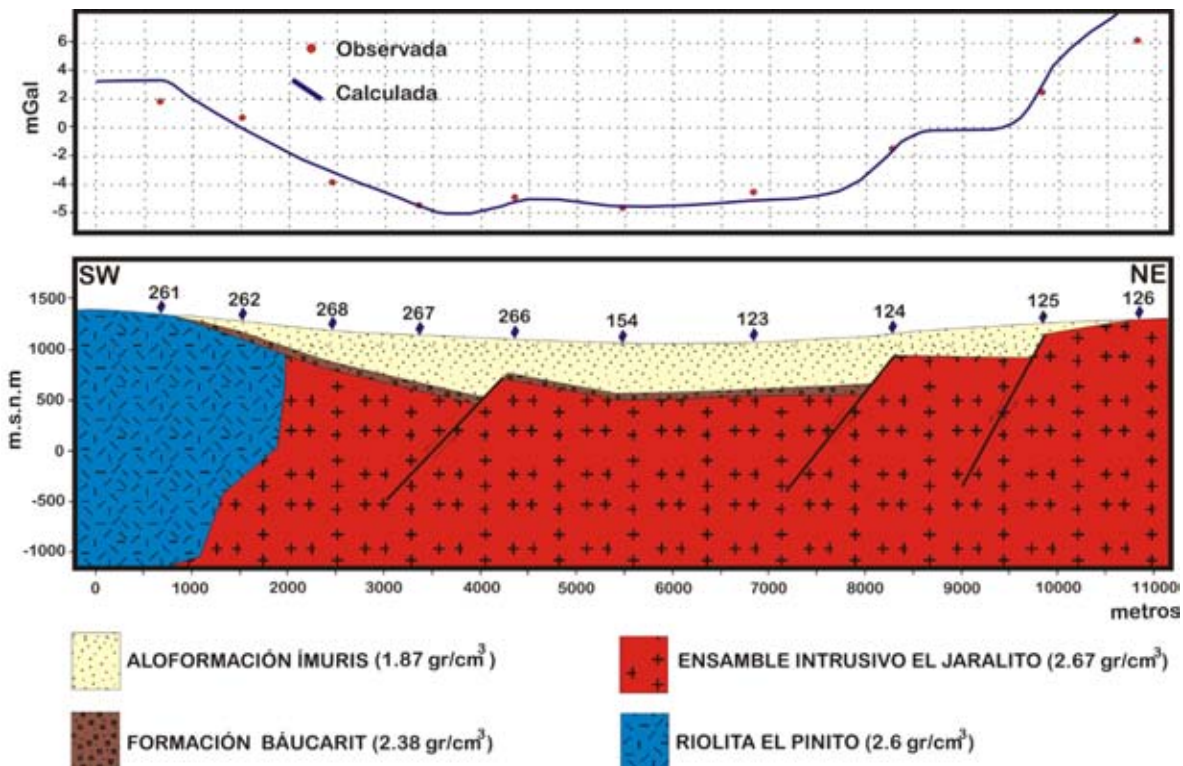 6
4
2
0
-2
-4
-5
mGal
Observada
Calculada
SW
NE
261
262
268
267
266
154
123
124
125
126
1500
1000
500
0
-500
-1000
m.s.n.m
0 1000 2000 3000 4000 5000 6000 7000 8000 9000 10000 11000
metros
ALOFORMACIÓN ÍMURIS (1.87 gr/cm³)
ENSAMBLE INTRUSIVO EL JARALITO (2.67 gr/cm³)
FORMACIÓN BÁUCARIT (2.38 gr/cm³)
RIOLITA EL PINITO (2.6 gr/cm³)